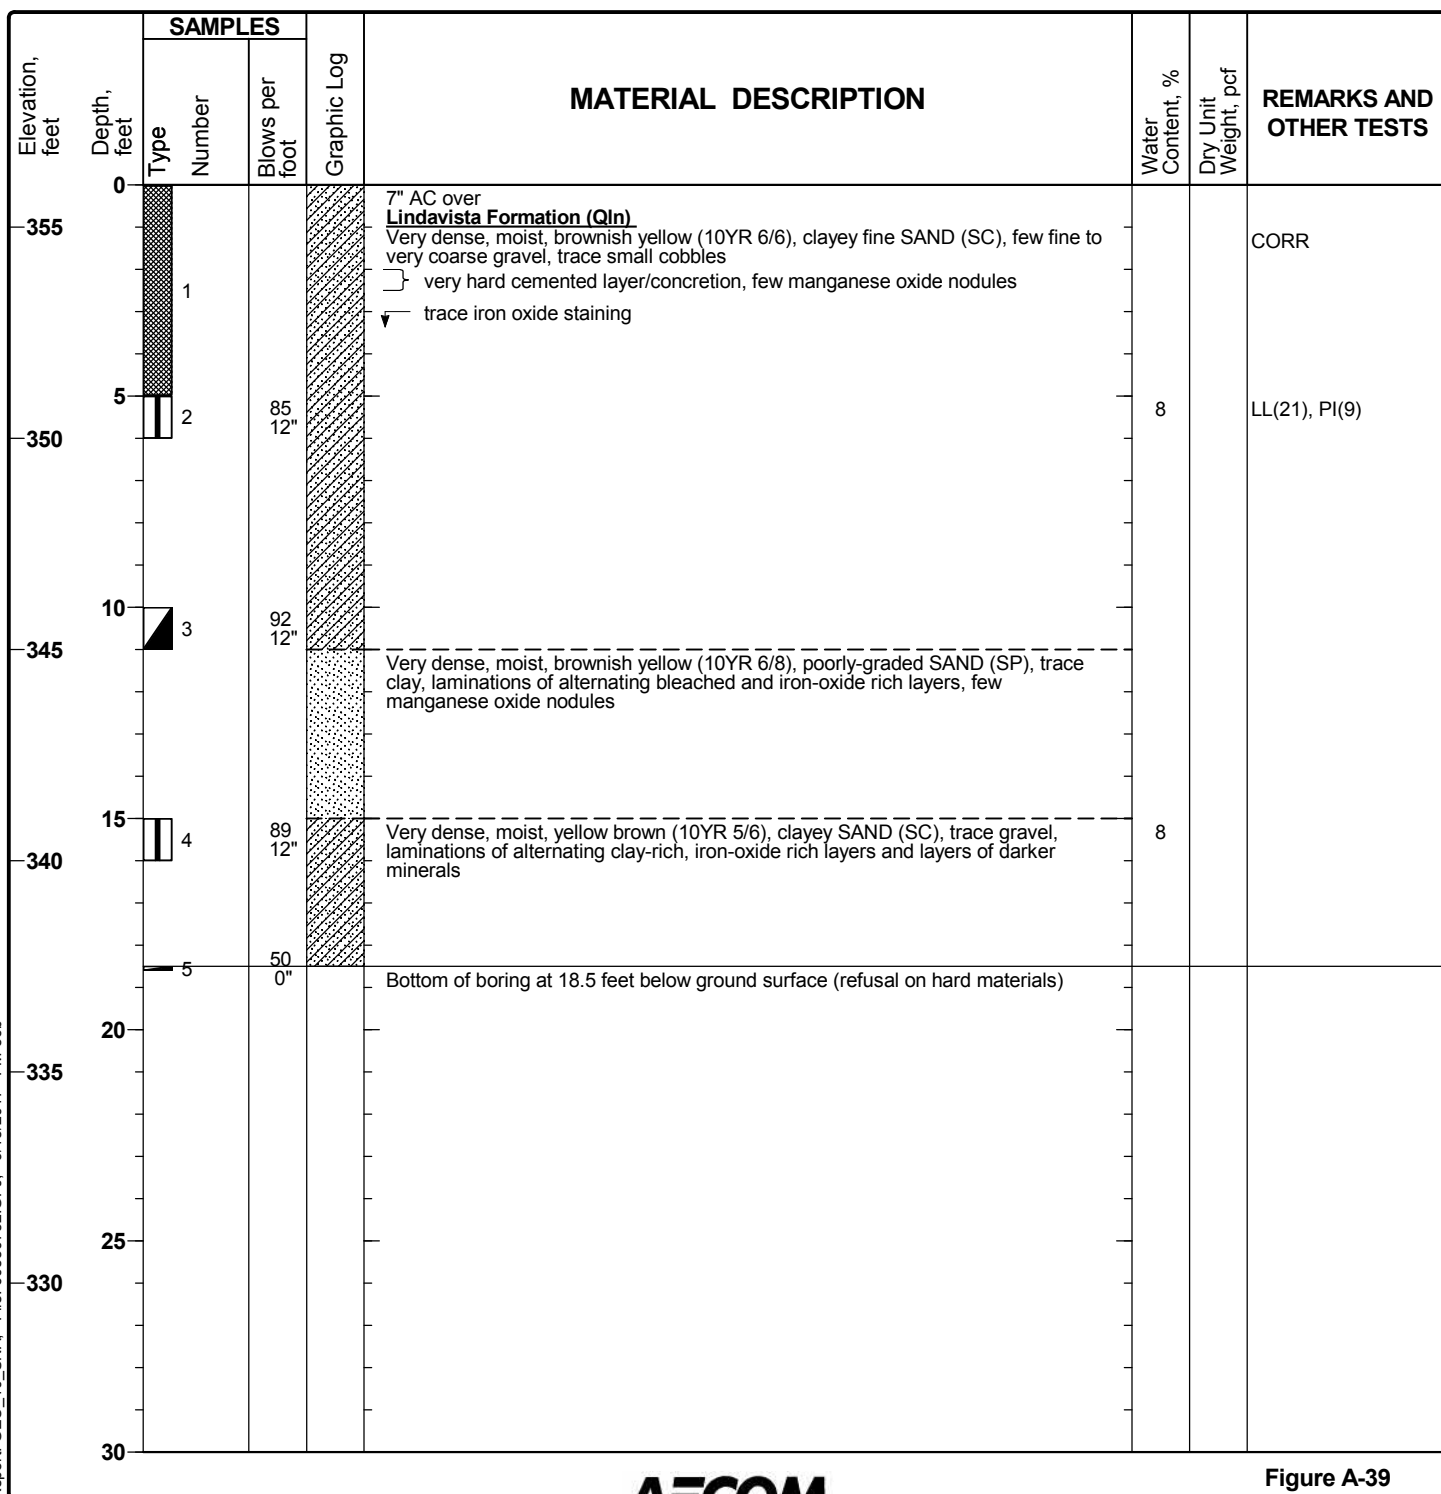 SAMPLES
Elevation, feet
Depth, feet
Type
Number
Blows per foot
Graphic Log
MATERIAL DESCRIPTION
Water Content, %
Dry Unit Weight, pcf
REMARKS AND
OTHER TESTS
0
7" AC over
Lindavista Formation (Qln)
355
Very dense, moist, brownish yellow (10YR 6/6), clayey fine SAND (SC), few fine to
very coarse gravel, trace small cobbles
CORR
very hard cemented layer/concretion, few manganese oxide nodules
1
trace iron oxide staining
5
2
85
12"
8
LL(21), PI(9)
350
10
3
92
12"
345
Very dense, moist, brownish yellow (10YR 6/8), poorly-graded SAND (SP), trace
clay, laminations of alternating bleached and iron-oxide rich layers, few
manganese oxide nodules
15
4
89
12"
Very dense, moist, yellow brown (10YR 5/6), clayey SAND (SC), trace gravel,
laminations of alternating clay-rich, iron-oxide rich layers and layers of darker
minerals
8
340
5
50
0"
Bottom of boring at 18.5 feet below ground surface (refusal on hard materials)
20
335
25
330
30
AECOM
Figure A-39